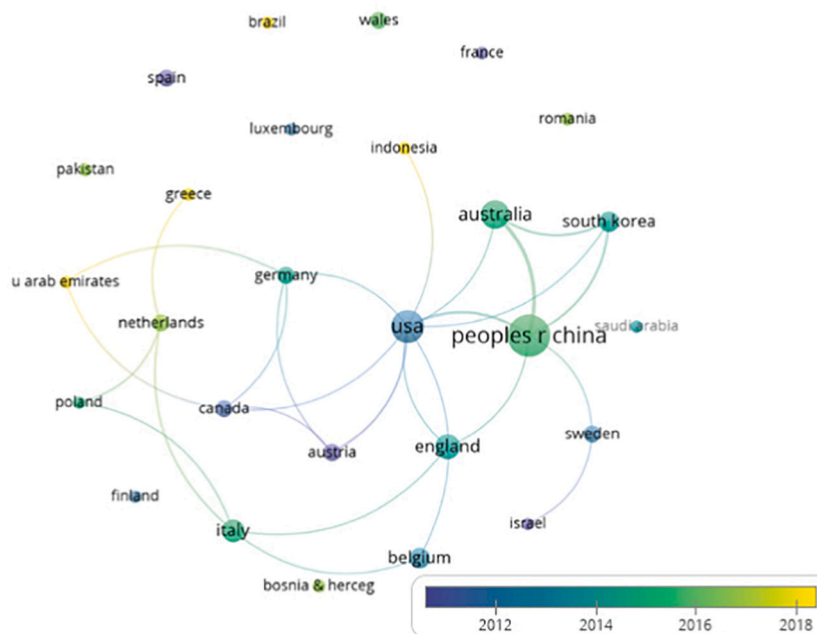 brazil
wales
france
spain
romania
luxembourg
indonesia
pakistan
greece
australia
south korea
u arab emirates
germany
netherlands
usa
peoples r china
saudi arabia
poland
canada
sweden
austria
england
finland
israel
italy
belgium
bosnia & herceg
2012
2014
2016
2018